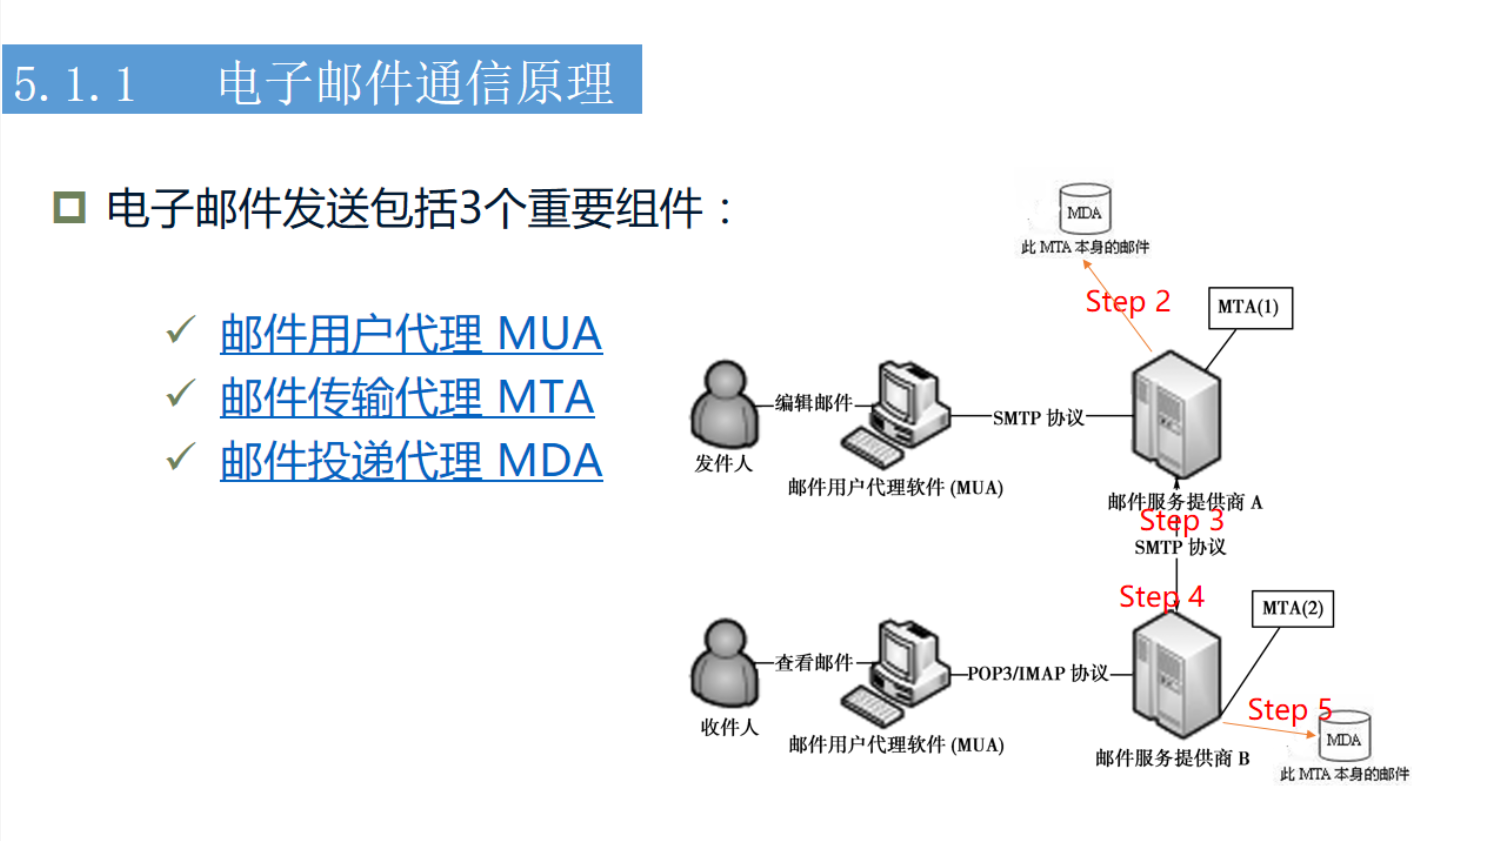 5.1.1 电子邮件通信原理
电子邮件发送包括3个重要组件：
邮件用户代理 MUA
邮件传输代理 MTA
邮件投递代理 MDA
MDA
此 MTA 本身的邮件
Step 2
MTA(1)
编辑邮件
SMTP 协议
发件人
邮件用户代理软件 (MUA)
邮件服务提供商 A
Step 3
SMTP 协议
Step 4
MTA(2)
查看邮件
POP3/IMAP 协议
Step 5
收件人
邮件用户代理软件 (MUA)
邮件服务提供商 B
MDA
此 MTA 本身的邮件